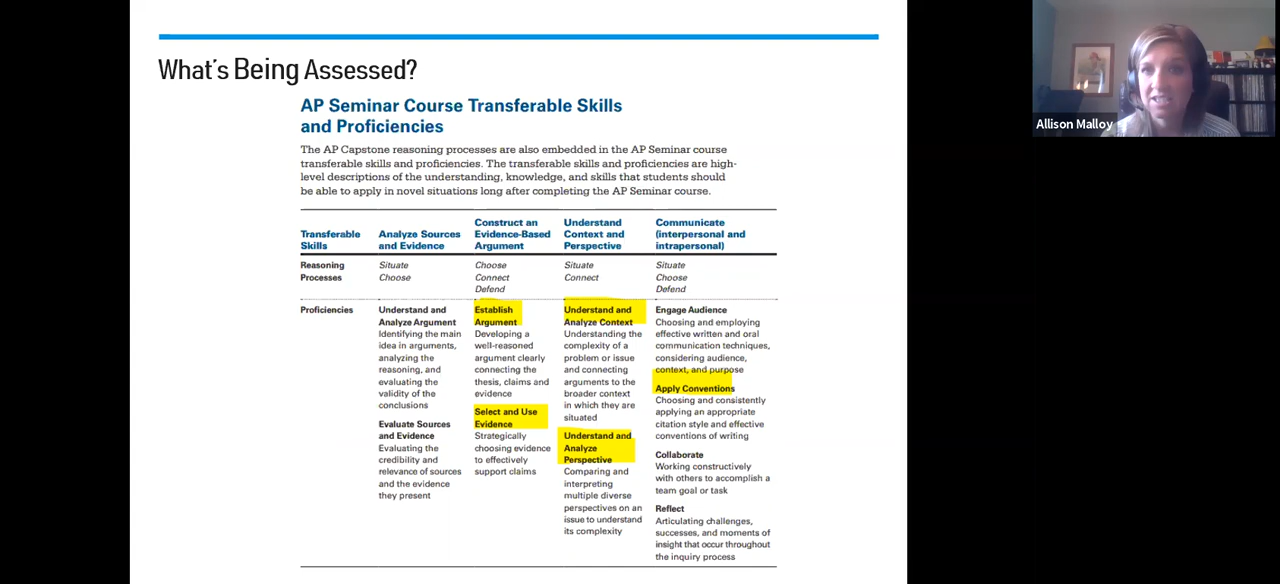 What's Being Assessed?
AP Seminar Course Transferable Skills
and Proficiencies
The AP Capstone reasoning processes are also embedded in the AP Seminar course
transferable skills and proficiencies. The transferable skills and proficiencies are high-
level descriptions of the understanding, knowledge, and skills that students should
be able to apply in novel situations long after completing the AP Seminar course.
Transferable
Skills
Analyze Sources
and Evidence
Construct an
Evidence-Based
Argument
Understand
Context and
Perspective
Communicate
(interpersonal and
intrapersonal)
Reasoning
Processes
Situate
Choose
Choose
Connect
Defend
Situate
Connect
Situate
Choose
Defend
Proficiencies
Understand and
Analyze Argument
Identifying the main
idea in arguments,
analyzing the
reasoning, and
evaluating the
validity of the
conclusions
Evaluate Sources
and Evidence
Evaluating the
credibility and
relevance of sources
and the evidence
they present
Establish
Argument
Developing a
well-reasoned
argument clearly
connecting the
thesis, claims and
evidence
Select and Use
Evidence
Strategically
choosing evidence
to effectively
support claims
Understand and
Analyze Context
Understanding the
complexity of a
problem or issue
and connecting
arguments to the
broader context
in which they are
situated
Understand and
Analyze
Perspective
Comparing and
interpreting
multiple diverse
perspectives on an
issue to understand
its complexity
Engage Audience
Choosing and employing
effective written and oral
communication techniques,
considering audience,
context, and purpose
Apply Conventions
Choosing and consistently
applying an appropriate
citation style and effective
conventions of writing
Collaborate
Working constructively
with others to accomplish a
team goal or task
Reflect
Articulating challenges,
successes, and moments of
insight that occur throughout
the inquiry process
Allison Malloy